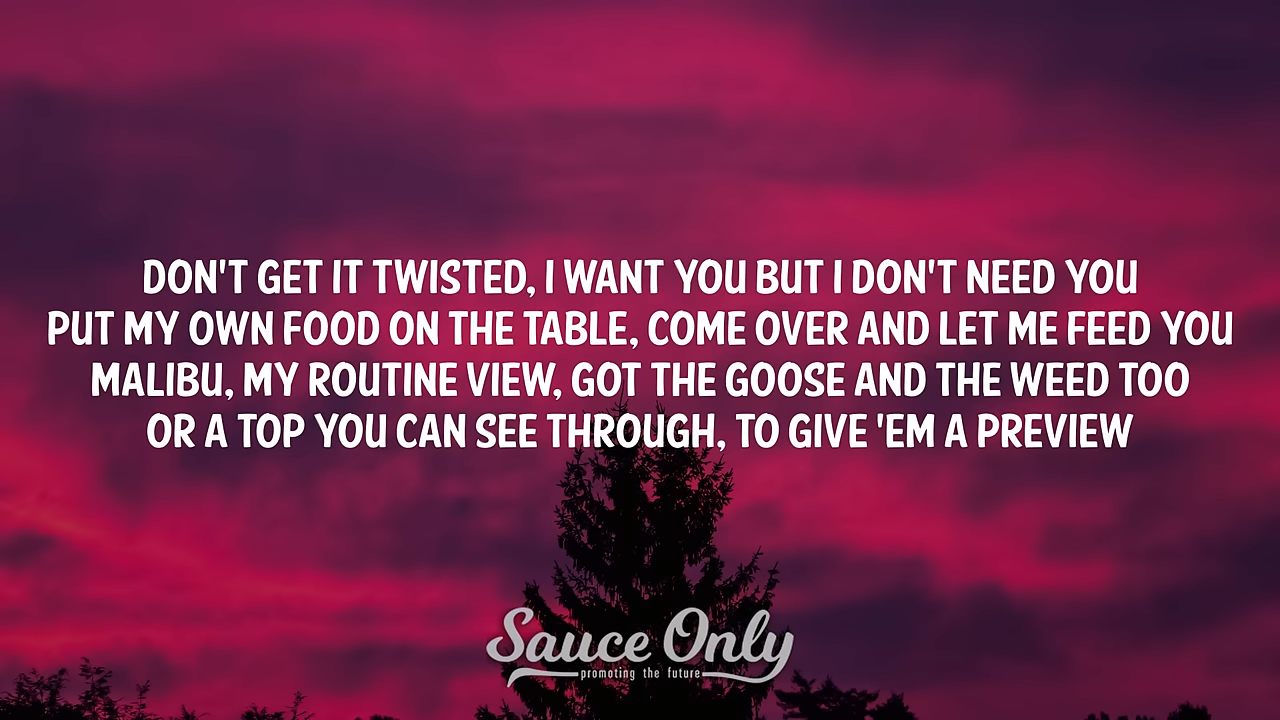 DON'T GET IT TWISTED, I WANT YOU BUT I DON'T NEED YOU
PUT MY OWN FOOD ON THE TABLE, COME OVER AND LET ME FEED YOU
MALIBU, MY ROUTINE VIEW, GOT THE GOOSE AND THE WEED TOO
OR A TOP YOU CAN SEE THROUGH, TO GIVE 'EM A PREVIEW
Sauce Only
promoting the future